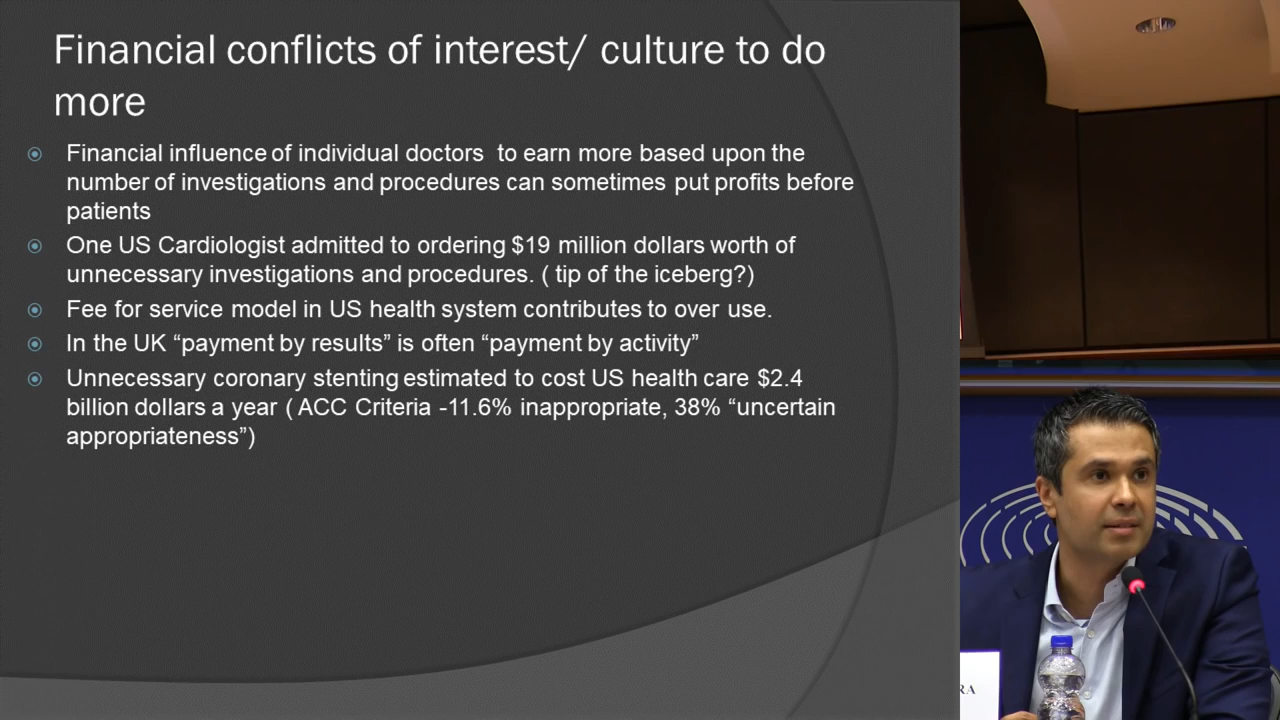 Financial conflicts of interest/ culture to do
more
Financial influence of individual doctors to earn more based upon the
number of investigations and procedures can sometimes put profits before
patients
One US Cardiologist admitted to ordering $19 million dollars worth of
unnecessary investigations and procedures. ( tip of the iceberg?)
Fee for service model in US health system contributes to over use.
In the UK “payment by results” is often “payment by activity”
Unnecessary coronary stenting estimated to cost US health care $2.4
billion dollars a year ( ACC Criteria -11.6% inappropriate, 38% “uncertain
appropriateness”)
RA